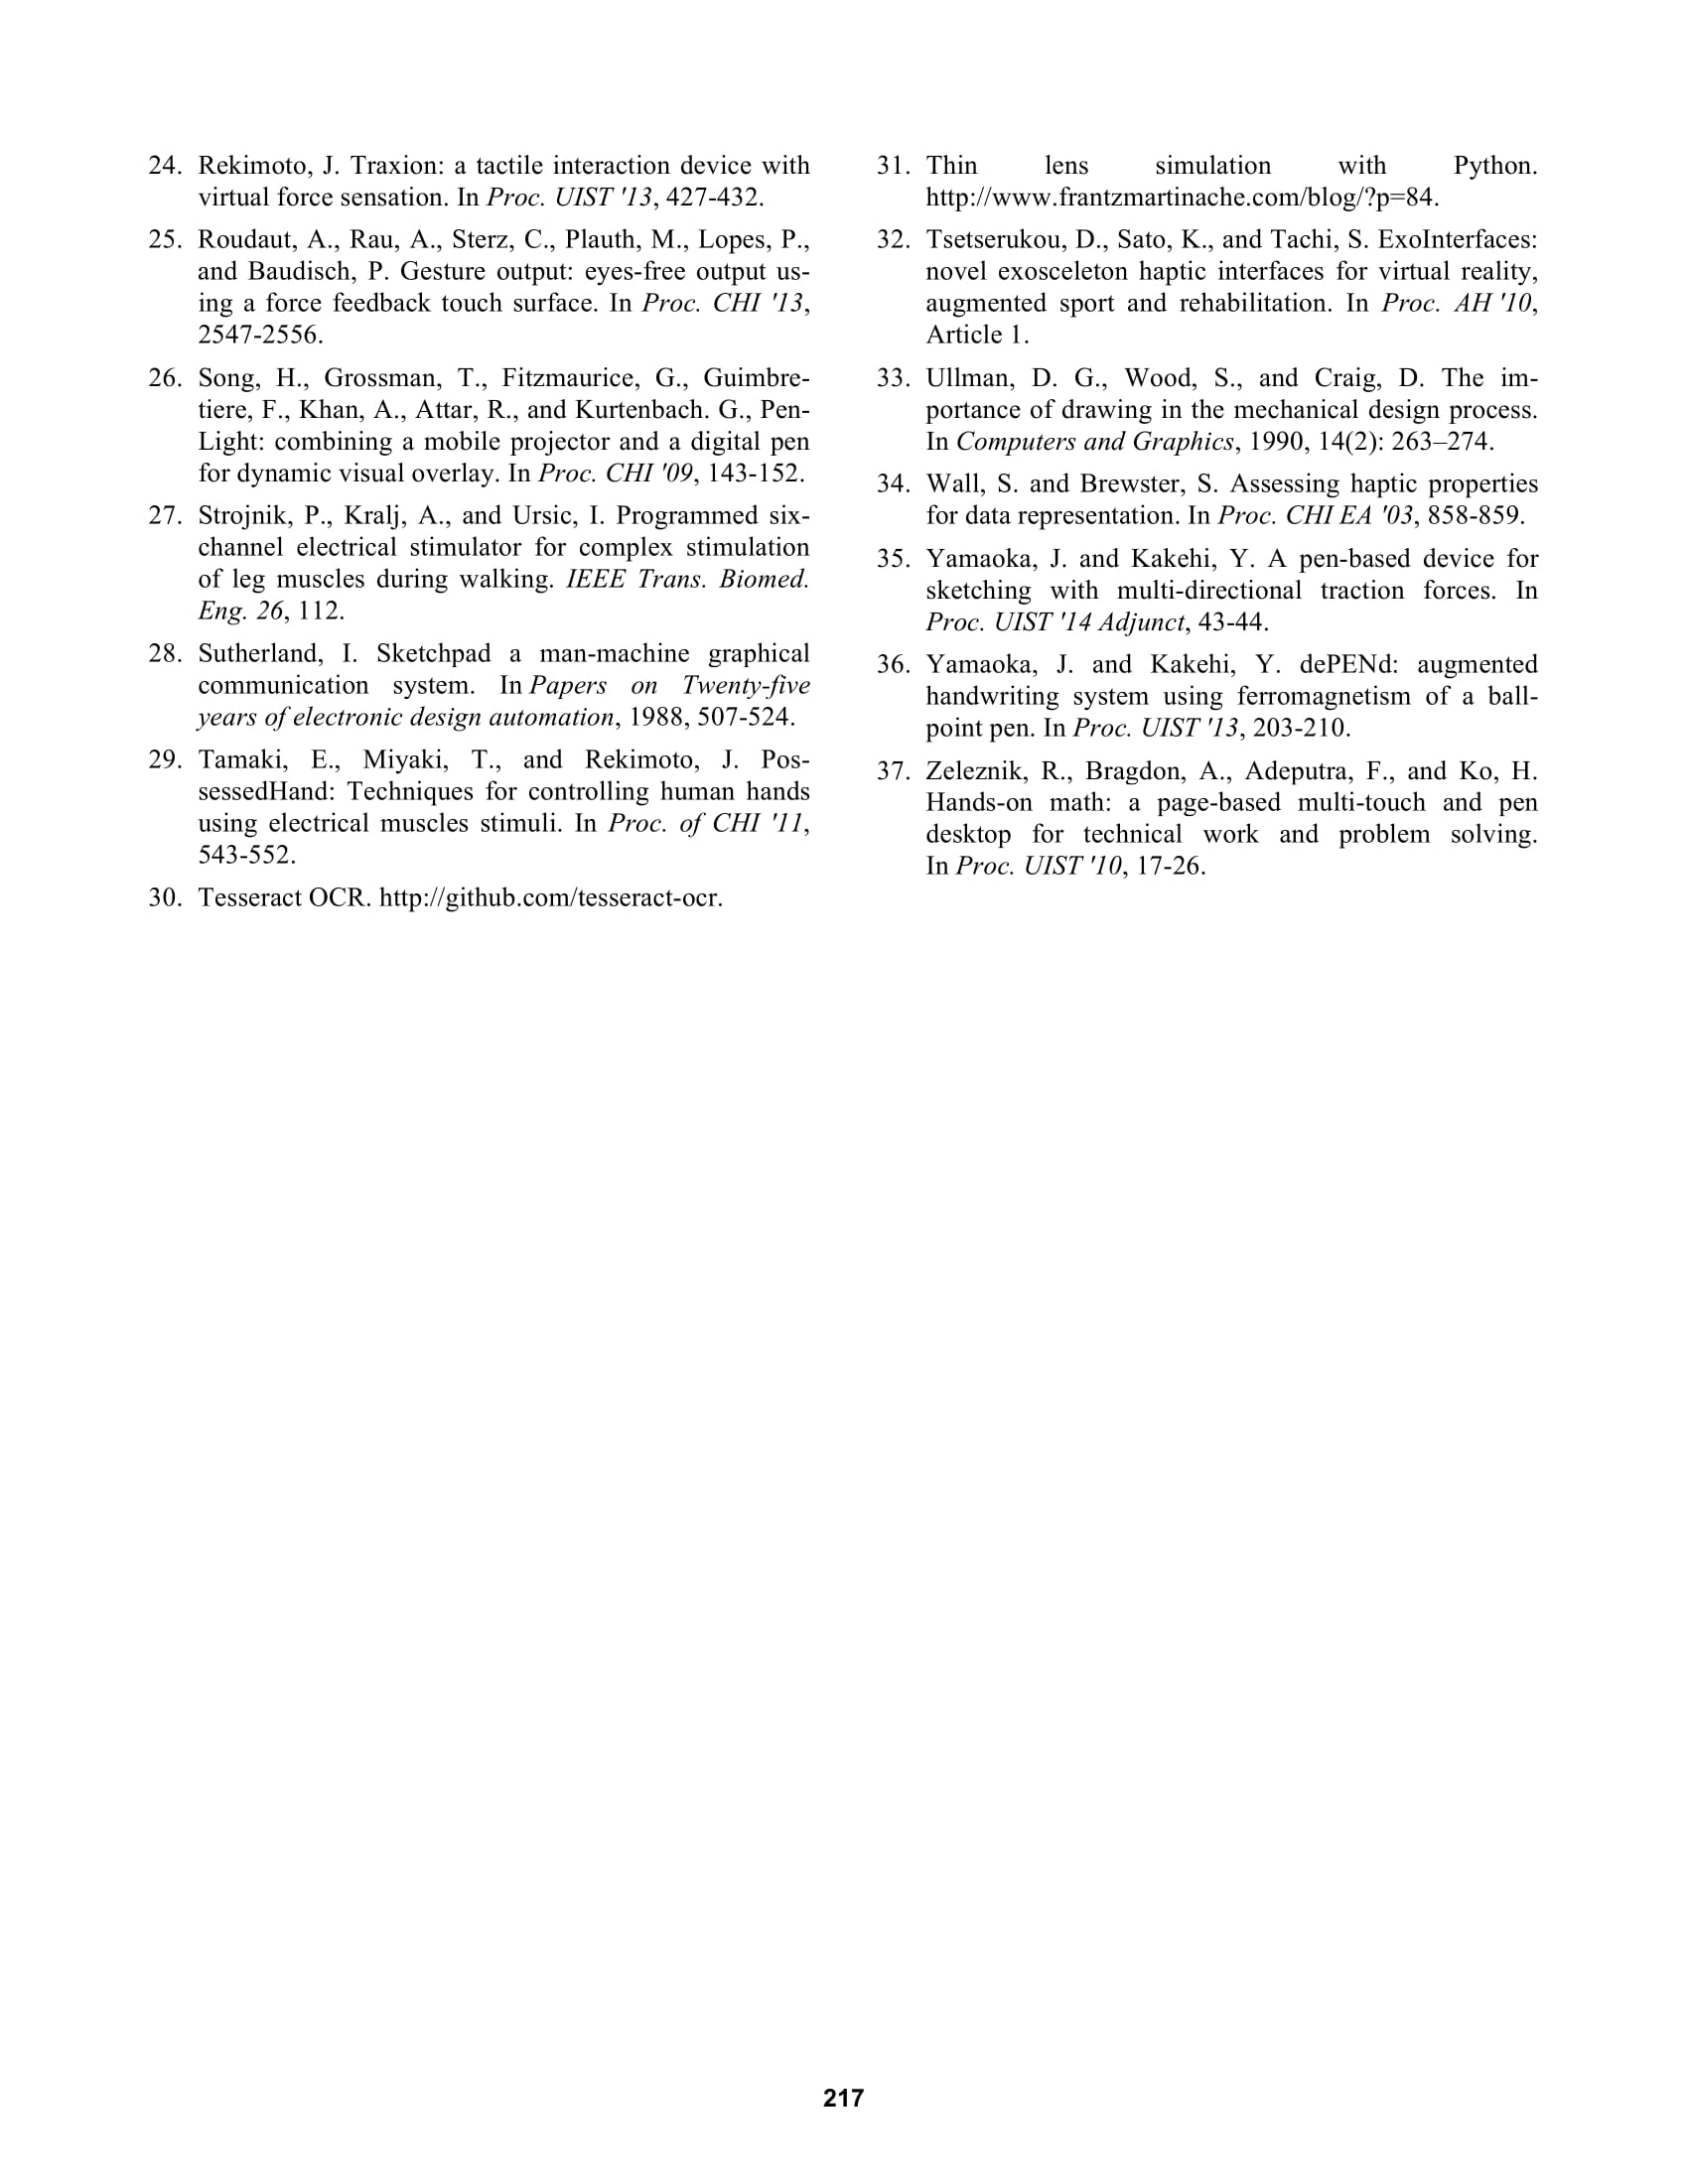 24. Rekimoto, J. Traxion: a tactile interaction device with
virtual force sensation. In Proc. UIST '13, 427-432.
25. Roudaut, A., Rau, A., Sterz, C., Plauth, M., Lopes, P.,
and Baudisch, P. Gesture output: eyes-free output us-
ing a force feedback touch surface. In Proc. CHI '13,
2547-2556.
26. Song, H., Grossman, T., Fitzmaurice, G., Guimbre-
tiere, F., Khan, A., Attar, R., and Kurtenbach. G., Pen-
Light: combining a mobile projector and a digital pen
for dynamic visual overlay. In Proc. CHI '09, 143-152.
27. Strojnik, P., Kralj, A., and Ursic, I. Programmed six-
channel electrical stimulator for complex stimulation
of leg muscles during walking. IEEE Trans. Biomed.
Eng. 26, 112.
28. Sutherland, I. Sketchpad a man-machine graphical
communication system. In Papers on Twenty-five
years of electronic design automation, 1988, 507-524.
29. Tamaki, E., Miyaki, T., and Rekimoto, J. Pos-
sessedHand: Techniques for controlling human hands
using electrical muscles stimuli. In Proc. of CHI '11,
543-552.
30. Tesseract OCR. http://github.com/tesseract-ocr.
31. Thin lens simulation with Python.
http://www.frantzmartinache.com/blog/?p=84.
32. Tsetserukou, D., Sato, K., and Tachi, S. ExoInterfaces:
novel exosceleton haptic interfaces for virtual reality,
augmented sport and rehabilitation. In Proc. AH '10,
Article 1.
33. Ullman, D. G., Wood, S., and Craig, D. The im-
portance of drawing in the mechanical design process.
In Computers and Graphics, 1990, 14(2): 263–274.
34. Wall, S. and Brewster, S. Assessing haptic properties
for data representation. In Proc. CHI EA '03, 858-859.
35. Yamaoka, J. and Kakehi, Y. A pen-based device for
sketching with multi-directional traction forces. In
Proc. UIST '14 Adjunct, 43-44.
36. Yamaoka, J. and Kakehi, Y. dePENd: augmented
handwriting system using ferromagnetism of a ball-
point pen. In Proc. UIST '13, 203-210.
37. Zeleznik, R., Bragdon, A., Adeputra, F., and Ko, H.
Hands-on math: a page-based multi-touch and pen
desktop for technical work and problem solving.
In Proc. UIST '10, 17-26.
217